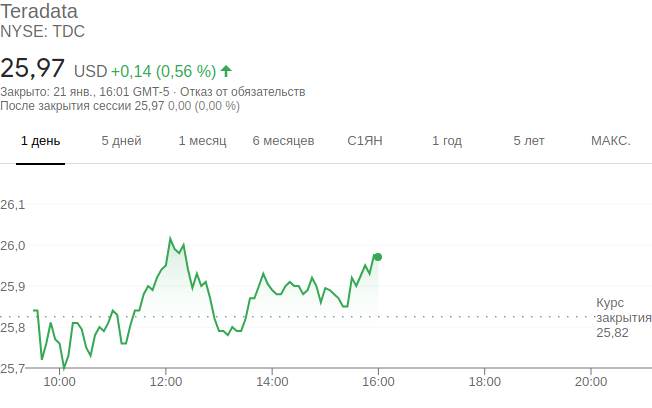 Teradata
NYSE: TDC
25,97 USD +0,14 (0,56 %)
Закрыто: 21 янв., 16:01 GMT-5 · Отказ от обязательств
После закрытия сессии 25,97 0,00 (0,00 %)
1 день 5 дней 1 месяц 6 месяцев С1ЯН 1 год 5 лет МАКС.
26,1
26,0
25,9
25,8
25,7
Курс
закрытия
25,82
10:00 12:00 14:00 16:00 18:00 20:00